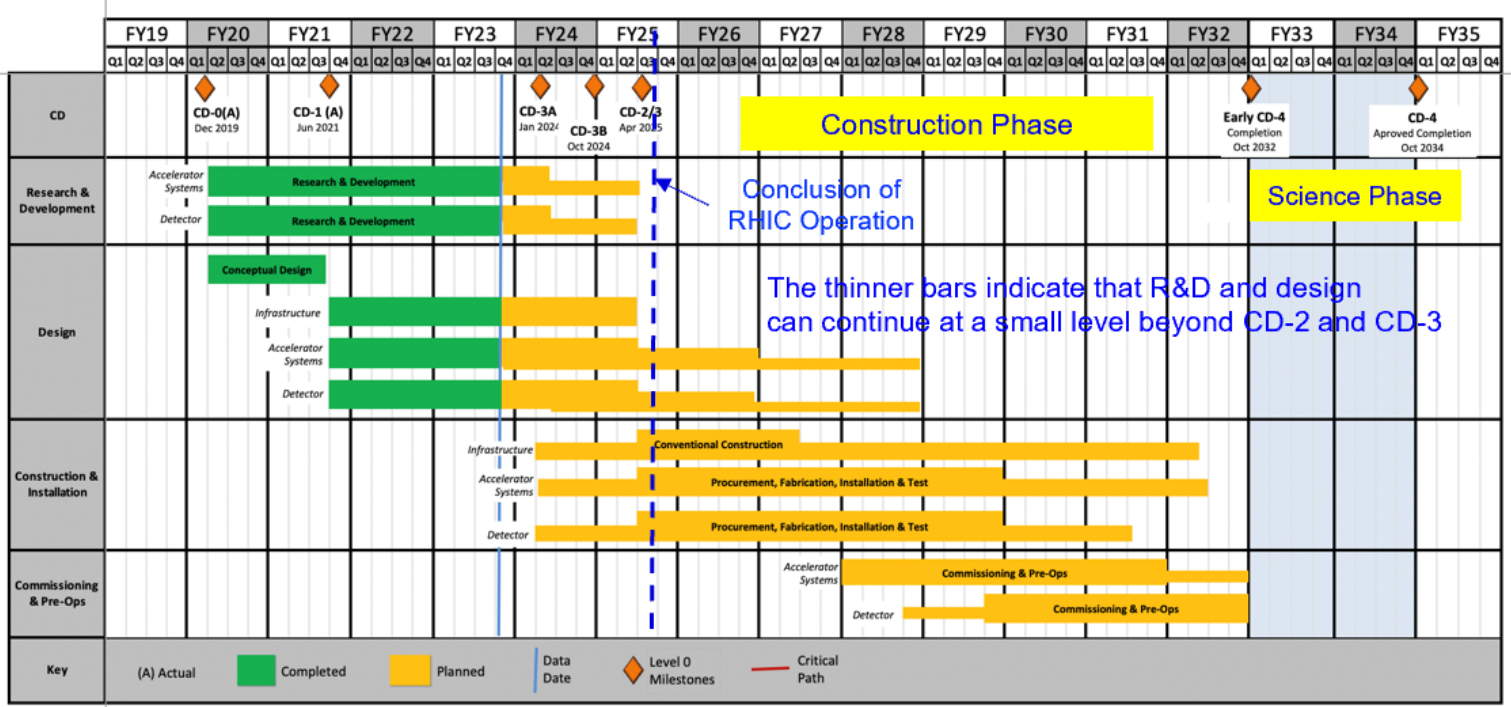 FY19 FY20 FY21 FY22 FY23 FY24 FY25 FY26 FY27 FY28 FY29 FY30 FY31 FY32 FY33 FY34 FY35
Q1 Q2 Q3 Q4 Q1 Q2 Q3 Q4 Q1 Q2 Q3 Q4 Q1 Q2 Q3 Q4 Q1 Q2 Q3 Q4 Q1 Q2 Q3 Q4 Q1 Q2 Q3 Q4 Q1 Q2 Q3 Q4 Q1 Q2 Q3 Q4 Q1 Q2 Q3 Q4 Q1 Q2 Q3 Q4 Q1 Q2 Q3 Q4 Q1 Q2 Q3 Q4 Q1 Q2 Q3 Q4 Q1 Q2 Q3 Q4 Q1 Q2 Q3 Q4 Q1 Q2 Q3 Q4
CD
CD-0(A)
Dec 2019
CD-1 (A)
Jun 2021
CD-3A
Jan 2024
CD-3B
Oct 2024
CD-2/3
Apr 2025
Construction Phase
Early CD-4
Completion
Oct 2032
CD-4
Aproved Completion
Oct 2034
Research &
Development
Accelerator
Systems
Research & Development
Detector
Research & Development
Conclusion of
RHIC Operation
Science Phase
Design
Conceptual Design
Infrastructure
Accelerator
Systems
Detector
The thinner bars indicate that R&D and design
can continue at a small level beyond CD-2 and CD-3
Construction &
Installation
Infrastructure
Conventional Construction
Accelerator
Systems
Procurement, Fabrication, Installation & Test
Detector
Procurement, Fabrication, Installation & Test
Commissioning
& Pre-Ops
Accelerator
Systems
Commissioning & Pre-Ops
Detector
Commissioning & Pre-Ops
Key
(A) Actual
Completed
Planned
Data
Date
Level 0
Milestones
Critical
Path